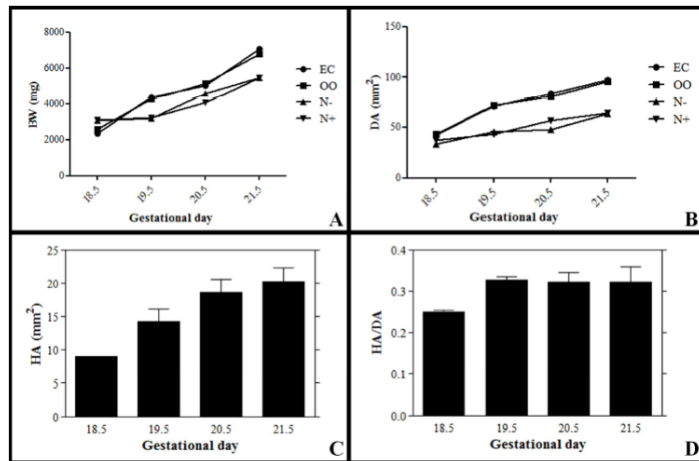 8000
6000
4000
2000
0
BW (mg)
18.5
19.5
20.5
21.5
Gestational day
EC
OO
N-
N+
A
150
100
50
0
DA (mm²)
18.5
19.5
20.5
21.5
Gestational day
EC
OO
N-
N+
B
25
20
15
10
5
0
HA (mm²)
18.5
19.5
20.5
21.5
Gestational day
C
0.4
0.3
0.2
0.1
0.0
HA/DA
18.5
19.5
20.5
21.5
Gestational day
D